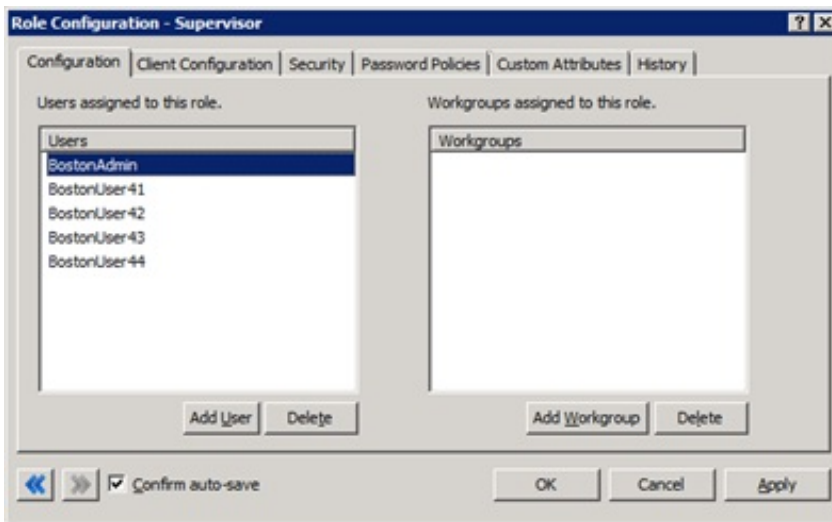 Role Configuration - Supervisor
Configuration Client Configuration Security Password Policies Custom Attributes History
Users assigned to this role. Workgroups assigned to this role.
Users Workgroups
BostonAdmin
BostonUser41
BostonUser42
BostonUser43
BostonUser44
Add User Delete Add Workgroup Delete
Confirm auto-save OK Cancel Apply